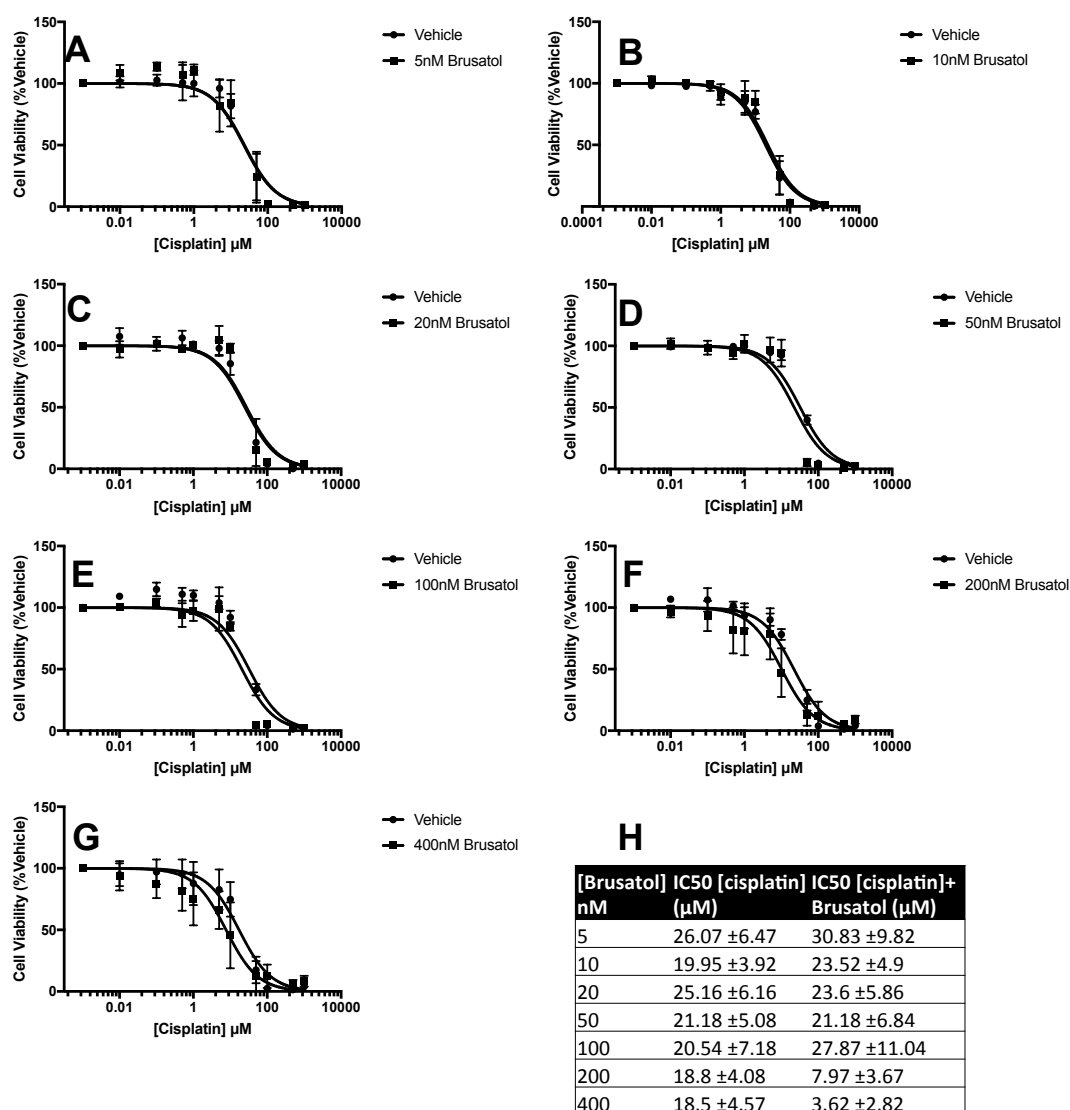 A
150
100
50
0
0.01 1 100 10000
Cell Viability (%Vehicle)
[Cisplatin] µM
Vehicle
5nM Brusatol
B
150
100
50
0
0.0001 0.01 1 100 10000
Cell Viability (%Vehicle)
[Cisplatin] µM
Vehicle
10nM Brusatol
C
150
100
50
0
0.01 1 100 10000
Cell Viability (%Vehicle)
[Cisplatin] µM
Vehicle
20nM Brusatol
D
150
100
50
0
0.01 1 100 10000
Cell Viability (%Vehicle)
[Cisplatin] µM
Vehicle
50nM Brusatol
E
150
100
50
0
0.01 1 100 10000
Cell Viability (%Vehicle)
[Cisplatin] µM
Vehicle
100nM Brusatol
F
150
100
50
0
0.01 1 100 10000
Cell Viability (%Vehicle)
[Cisplatin] µM
Vehicle
200nM Brusatol
G
150
100
50
0
0.01 1 100 10000
Cell Viability (%Vehicle)
[Cisplatin] µM
Vehicle
400nM Brusatol
H
[Brusatol] IC50 [cisplatin] IC50 [cisplatin]+
nM (µM) Brusatol (µM)
5 26.07 ±6.47 30.83 ±9.82
10 19.95 ±3.92 23.52 ±4.9
20 25.16 ±6.16 23.6 ±5.86
50 21.18 ±5.08 21.18 ±6.84
100 20.54 ±7.18 27.87 ±11.04
200 18.8 ±4.08 7.97 ±3.67
400 18.5 ±4.57 3.62 ±2.82